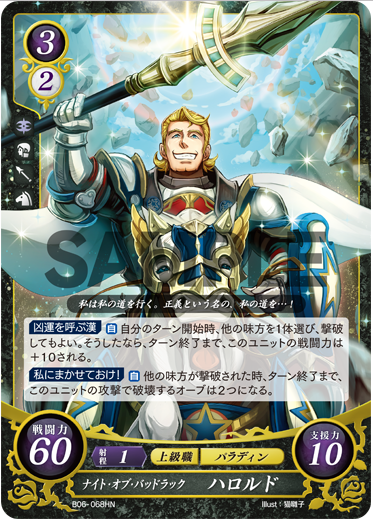 3
2
SAMPLE
私は私の道を行く。正義という名の、私の道を…！
凶運を呼ぶ漢 自 自分のターン開始時、他の味方を1体選び、撃破
してもよい。そうしたなら、ターン終了まで、このユニットの戦闘力は
＋10される。
私にまかせておけ！ 自 他の味方が撃破された時、ターン終了まで、
このユニットの攻撃で破壊するオーブは2つになる。
戦闘力
60
射程 1
上級職
パラディン
支援力
10
ナイト・オブ・バッドラック ハロルド
B06-068HN
Illust：猫囃子